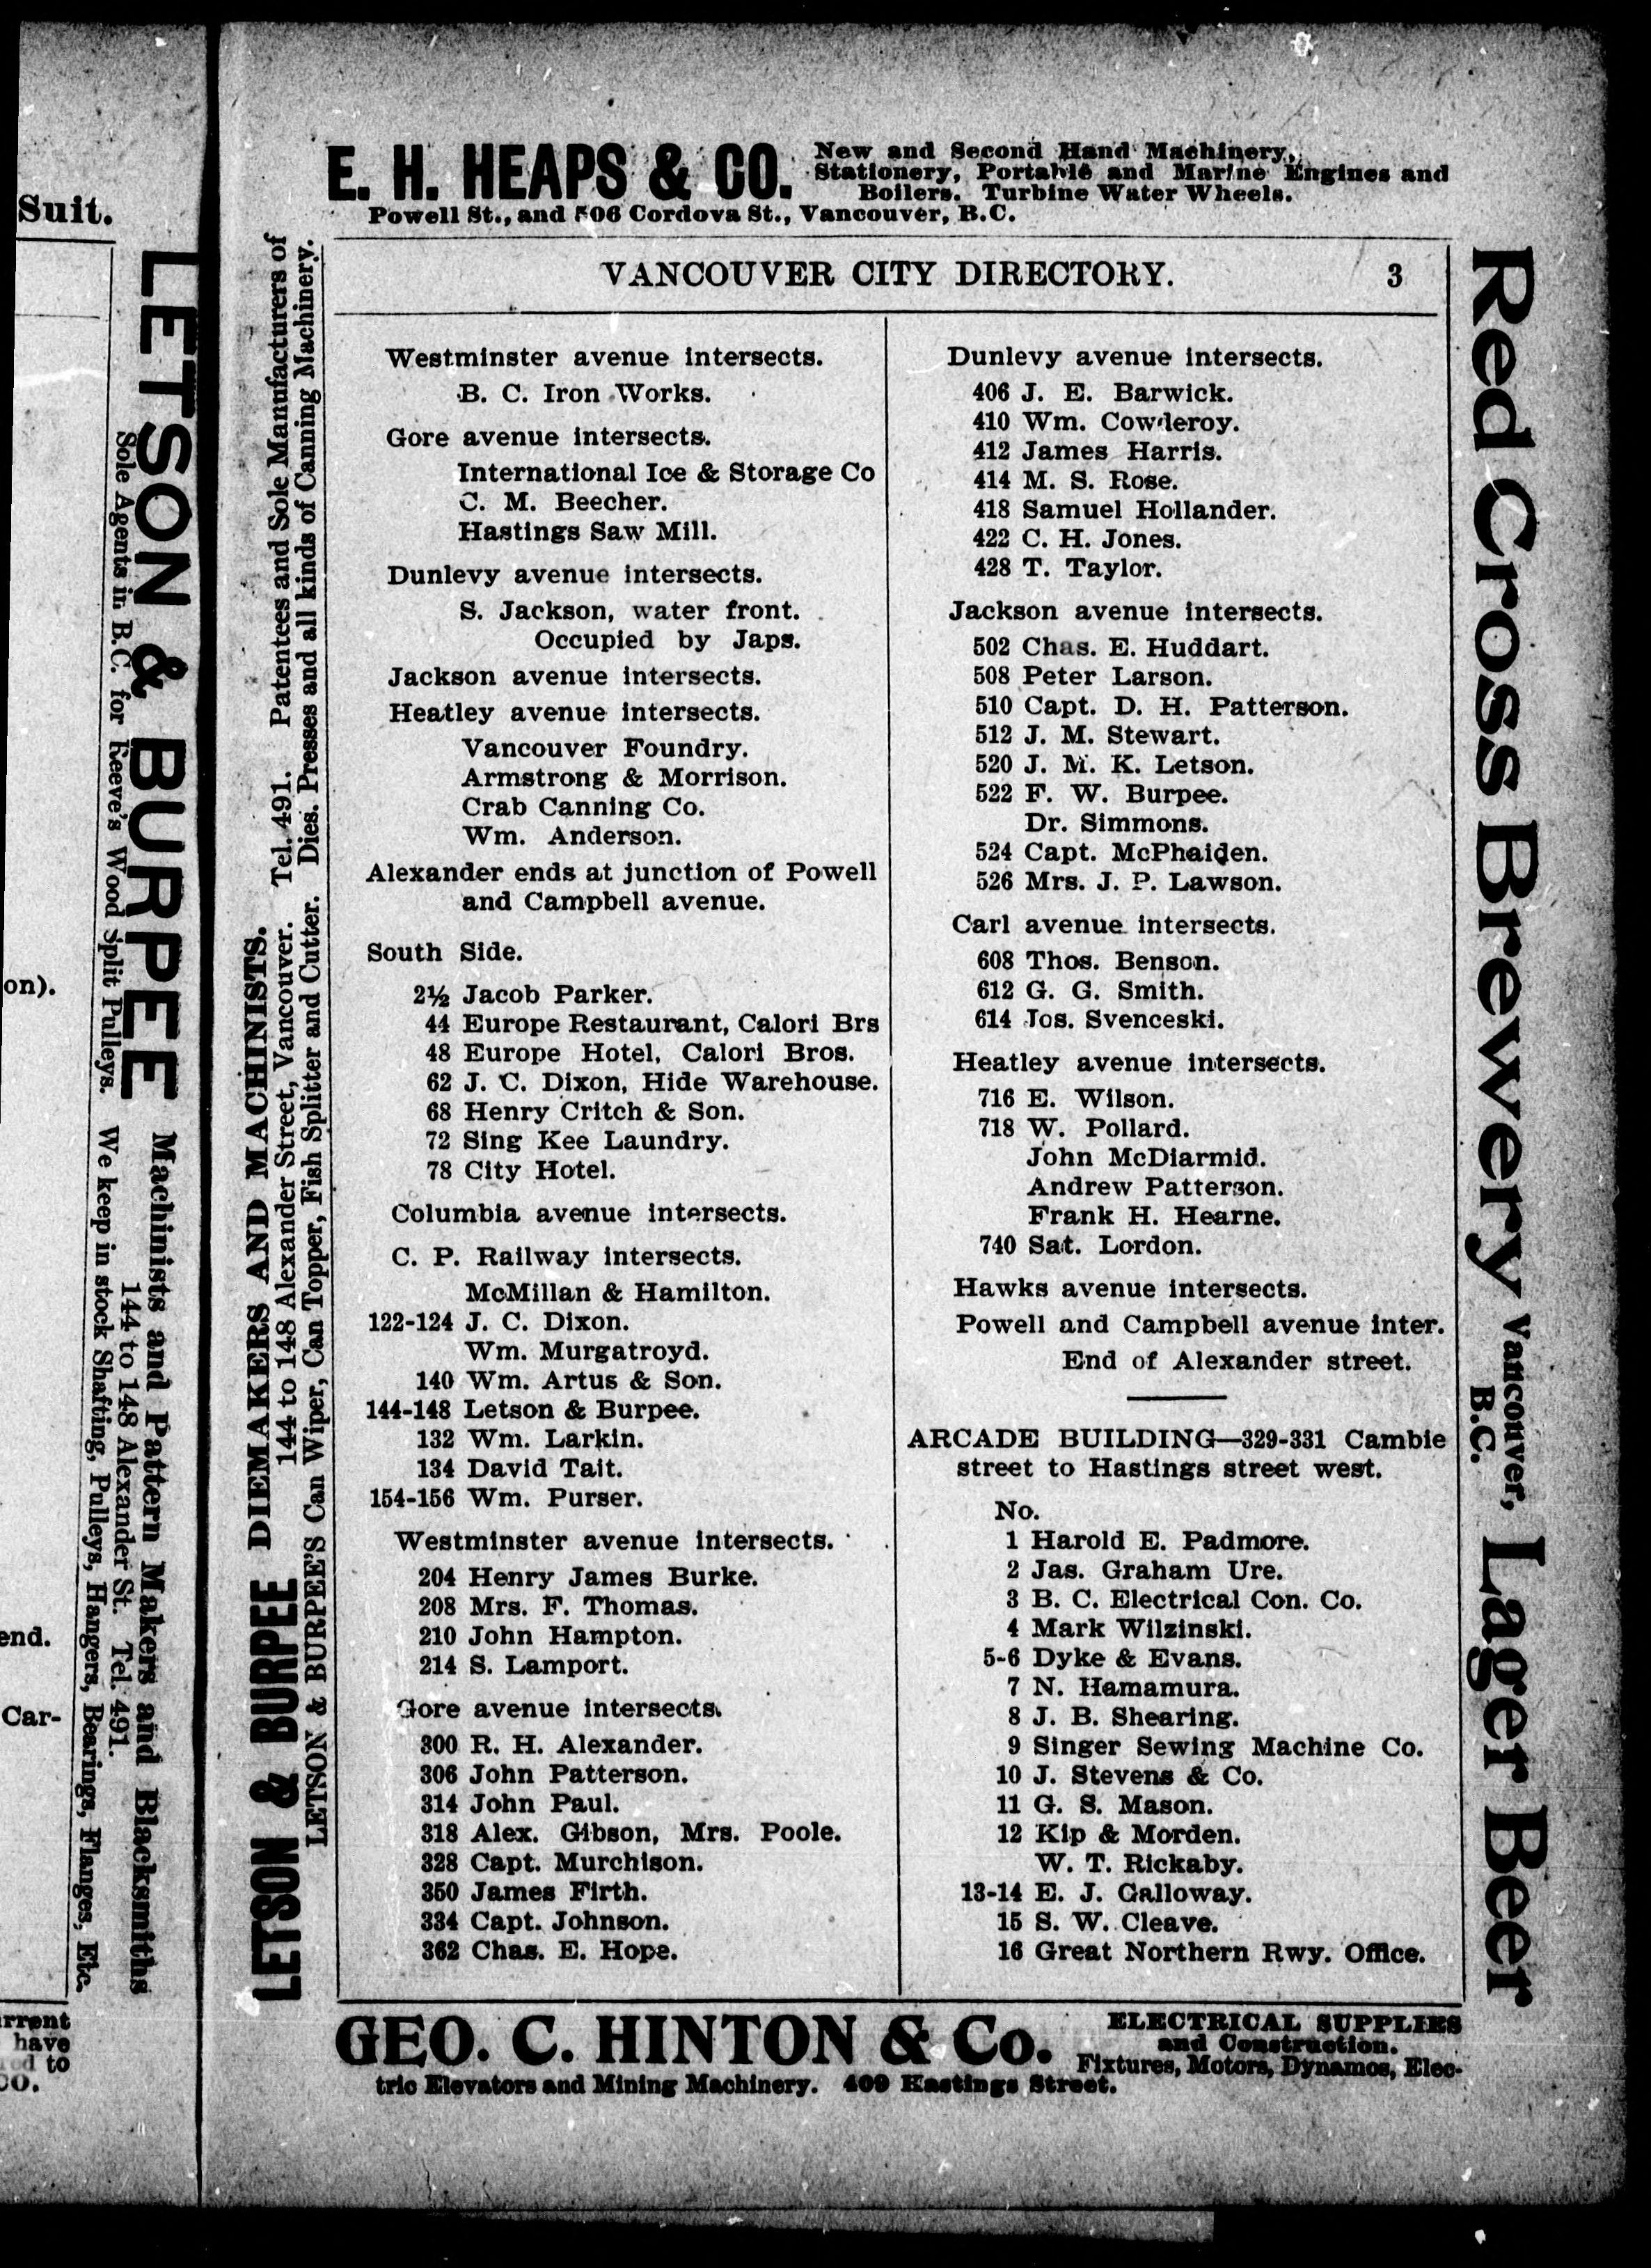 Suit.
on).
end.
Car-
rrent
have
to
CO.
LETSON & BURPEE Machinists and Pattern Makers and Blacksmiths
144 to 148 Alexander St. Tel. 491.
Sole Agents in B.C. for Reeve's Wood Split Pulleys. We keep in stock Shafting, Pulleys, Hangers, Bearings, Flanges, Etc.
E. H. HEAPS & CO. New and Second Hand Machinery,
Stationery, Portable and Marine Engines and
Boilers. Turbine Water Wheels.
Powell St., and 506 Cordova St., Vancouver, B.C.
LETSON & BURPEE DIEMAKERS AND MACHINISTS.
144 to 148 Alexander Street, Vancouver. Tel. 491. Patentees and Sole Manufacturers of
LETSON & BURPEE'S Can Wiper, Can Topper, Fish Splitter and Cutter. Dies. Presses and all kinds of Canning Machinery.
VANCOUVER CITY DIRECTORY. 3
Westminster avenue intersects.
B. C. Iron Works.
Gore avenue intersects.
International Ice & Storage Co
C. M. Beecher.
Hastings Saw Mill.
Dunlevy avenue intersects.
S. Jackson, water front.
Occupied by Japs.
Jackson avenue intersects.
Heatley avenue intersects.
Vancouver Foundry.
Armstrong & Morrison.
Crab Canning Co.
Wm. Anderson.
Alexander ends at junction of Powell
and Campbell avenue.
South Side.
2½ Jacob Parker.
44 Europe Restaurant, Calori Brs
48 Europe Hotel, Calori Bros.
62 J. C. Dixon, Hide Warehouse.
68 Henry Critch & Son.
72 Sing Kee Laundry.
78 City Hotel.
Columbia avenue intersects.
C. P. Railway intersects.
McMillan & Hamilton.
122-124 J. C. Dixon.
Wm. Murgatroyd.
140 Wm. Artus & Son.
144-148 Letson & Burpee.
132 Wm. Larkin.
134 David Tait.
154-156 Wm. Purser.
Westminster avenue intersects.
204 Henry James Burke.
208 Mrs. F. Thomas.
210 John Hampton.
214 S. Lamport.
Gore avenue intersects.
300 R. H. Alexander.
306 John Patterson.
314 John Paul.
318 Alex. Gibson, Mrs. Poole.
328 Capt. Murchison.
350 James Firth.
334 Capt. Johnson.
362 Chas. E. Hope.
Dunlevy avenue intersects.
406 J. E. Barwick.
410 Wm. Cowderoy.
412 James Harris.
414 M. S. Rose.
418 Samuel Hollander.
422 C. H. Jones.
428 T. Taylor.
Jackson avenue intersects.
502 Chas. E. Huddart.
508 Peter Larson.
510 Capt. D. H. Patterson.
512 J. M. Stewart.
520 J. M. K. Letson.
522 F. W. Burpee.
Dr. Simmons.
524 Capt. McPhaiden.
526 Mrs. J. P. Lawson.
Carl avenue intersects.
608 Thos. Benson.
612 G. G. Smith.
614 Jos. Svenceski.
Heatley avenue intersects.
716 E. Wilson.
718 W. Pollard.
John McDiarmid.
Andrew Patterson.
Frank H. Hearne.
740 Sat. Lordon.
Hawks avenue intersects.
Powell and Campbell avenue inter.
End of Alexander street.
ARCADE BUILDING—329-331 Cambie
street to Hastings street west.
No.
1 Harold E. Padmore.
2 Jas. Graham Ure.
3 B. C. Electrical Con. Co.
4 Mark Wilzinski.
5-6 Dyke & Evans.
7 N. Hamamura.
8 J. B. Shearing.
9 Singer Sewing Machine Co.
10 J. Stevens & Co.
11 G. S. Mason.
12 Kip & Morden.
W. T. Rickaby.
13-14 E. J. Galloway.
15 S. W. Cleave.
16 Great Northern Rwy. Office.
Red Cross Brewery Vancouver, B.C. Lager Beer
GEO. C. HINTON & Co. ELECTRICAL SUPPLIES
and Construction.
Fixtures, Motors, Dynamos, Elec-
tric Elevators and Mining Machinery. 409 Hastings Street.